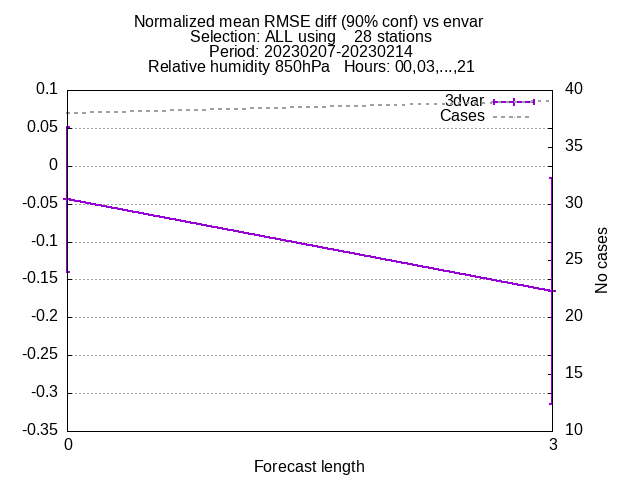 Normalized mean RMSE diff (90% conf) vs envar
Selection: ALL using    28 stations
Period: 20230207-20230214
Relative humidity 850hPa   Hours: 00,03,...,21
3dvar
Cases
0.1
0.05
0
-0.05
-0.1
-0.15
-0.2
-0.25
-0.3
-0.35
40
35
30
25
20
15
10
No cases
0
3
Forecast length